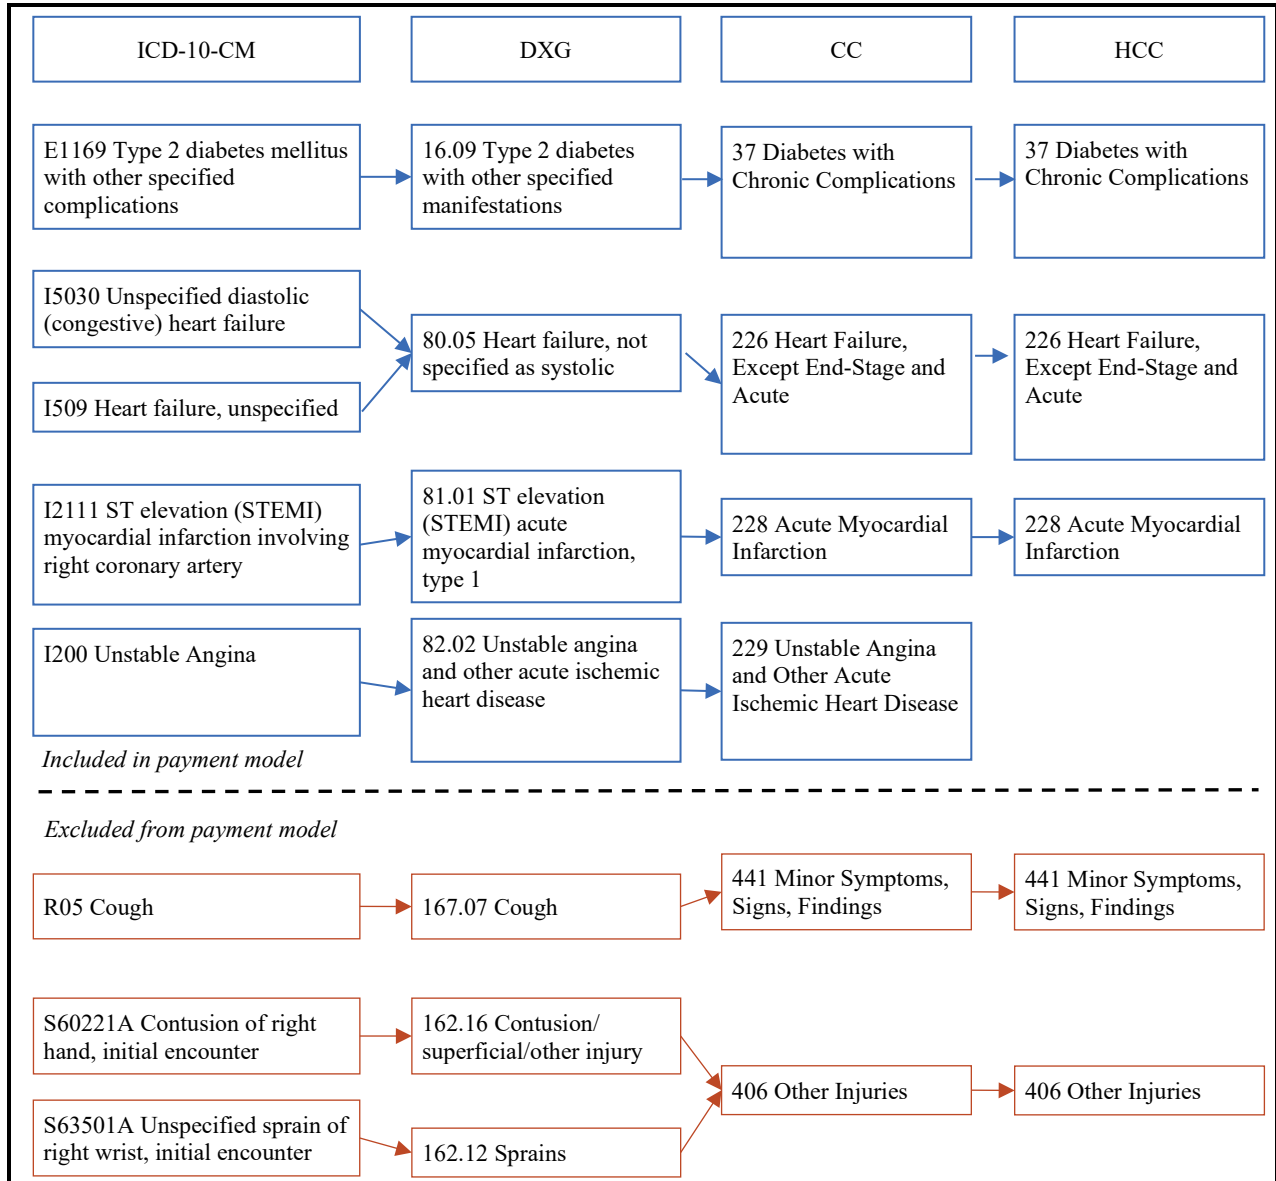 ICD-10-CM
DXG
CC
HCC
E1169 Type 2 diabetes mellitus
with other specified
complications
16.09 Type 2 diabetes
with other specified
manifestations
37 Diabetes with
Chronic Complications
37 Diabetes with
Chronic Complications
I5030 Unspecified diastolic
(congestive) heart failure
I509 Heart failure, unspecified
80.05 Heart failure, not
specified as systolic
226 Heart Failure,
Except End-Stage and
Acute
226 Heart Failure,
Except End-Stage and
Acute
I2111 ST elevation (STEMI)
myocardial infarction involving
right coronary artery
81.01 ST elevation
(STEMI) acute
myocardial infarction,
type 1
228 Acute Myocardial
Infarction
228 Acute Myocardial
Infarction
I200 Unstable Angina
82.02 Unstable angina
and other acute ischemic
heart disease
229 Unstable Angina
and Other Acute
Ischemic Heart Disease
Included in payment model
Excluded from payment model
R05 Cough
167.07 Cough
441 Minor Symptoms,
Signs, Findings
441 Minor Symptoms,
Signs, Findings
S60221A Contusion of right
hand, initial encounter
162.16 Contusion/
superficial/other injury
S63501A Unspecified sprain of
right wrist, initial encounter
162.12 Sprains
406 Other Injuries
406 Other Injuries